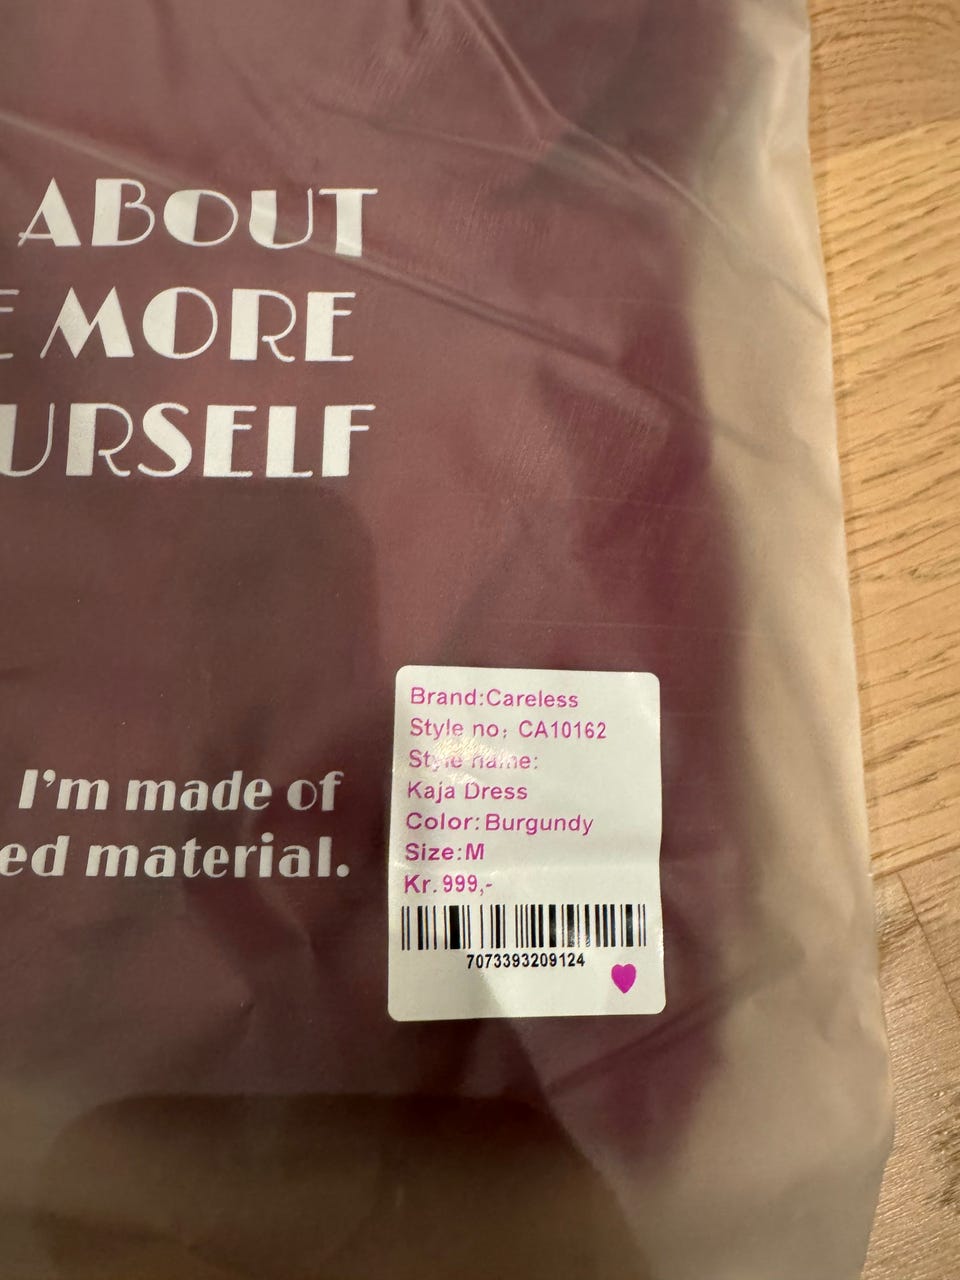 ABOUT
E MORE
URSELF
I'm made of
ed material.
Brand:Careless
Style no: CA10162
Style name:
Kaja Dress
Color:Burgundy
Size:M
Kr. 999,-
7073393209124